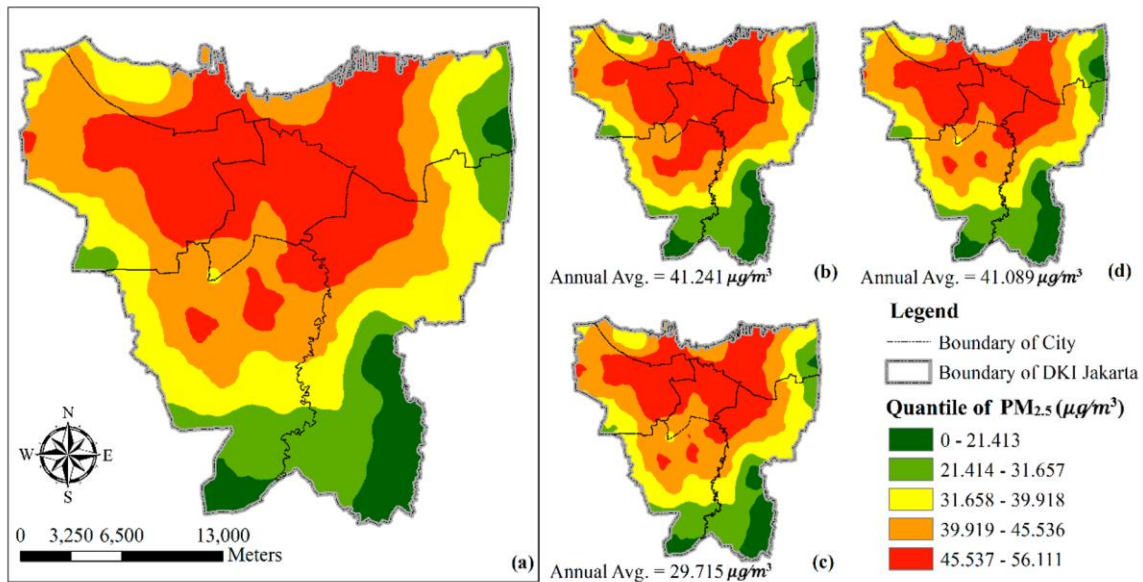 N
W E
S
0 3,250 6,500 13,000
Meters
(a)
Annual Avg. = 41.241 µg/m³
(b)
Annual Avg. = 29.715 µg/m³
(c)
Annual Avg. = 41.089 µg/m³
(d)
Legend
Boundary of City
Boundary of DKI Jakarta
Quantile of PM₂.₅ (µg/m³)
0 - 21.413
21.414 - 31.657
31.658 - 39.918
39.919 - 45.536
45.537 - 56.111